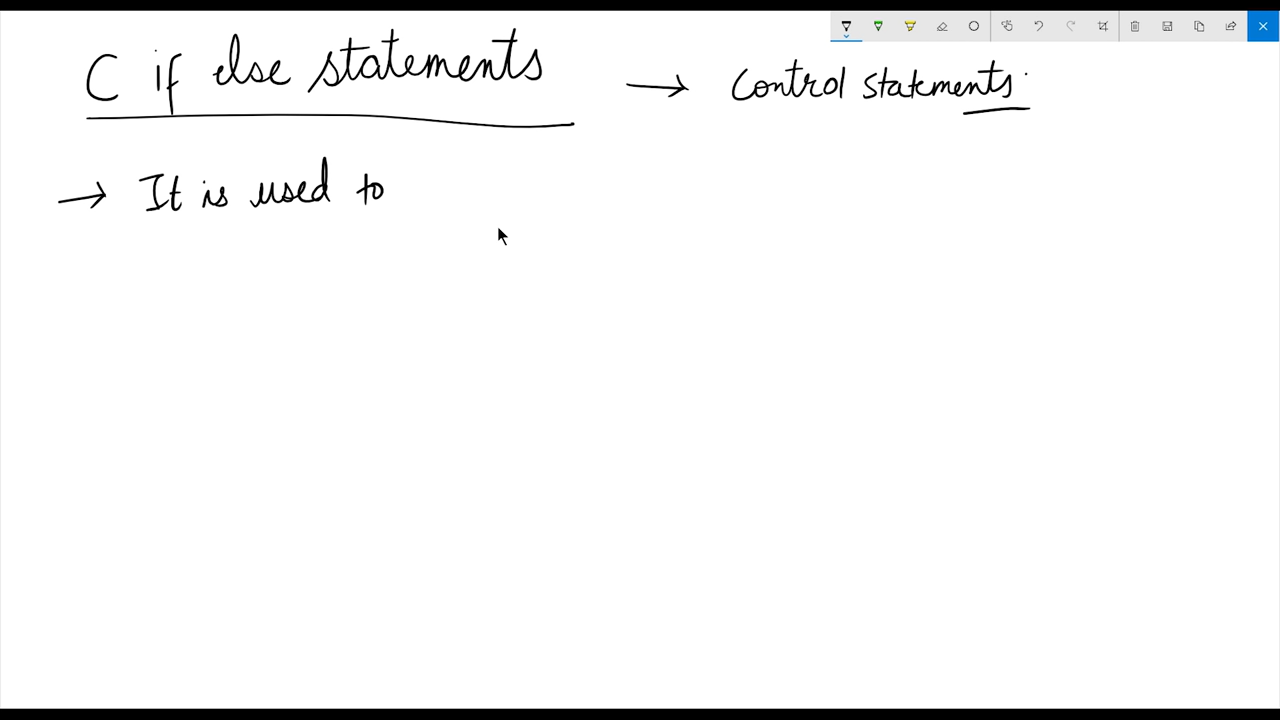 C if else statements → Control statements
→ It is used to